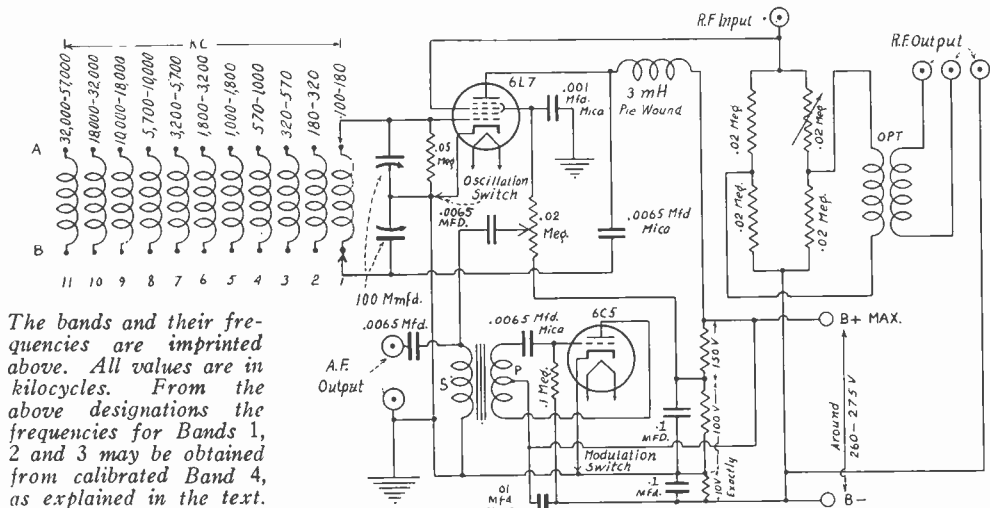 KC
32,000-57,000
18,000-32,000
10,000-18,000
5,700-10,000
3,200-5,700
1,800-3,200
1,000-1,800
570-1000
320-570
180-320
100-180
A
B
11 10 9 8 7 6 5 4 3 2 1
100 Mmfd.
The bands and their fre-
quencies are imprinted
above. All values are in
kilocycles. From the
above designations the
frequencies for Bands 1,
2 and 3 may be obtained
from calibrated Band 4,
as explained in the text.
6L7
.05
Meg.
Oscillation
Switch
.0065
MFD.
.02
Meg.
.001
Mfd.
Mica
3 mH
Pie Wound
.0065 Mfd
Mica
R.F Input
.02 Meg.
.02 Meg.
.02 Meg.
.02 Meg.
OPT
R.F. Output
.0065 Mfd.
A.F.
Output
S
P
.0065 Mfd.
Mica
6C5
.1 Meg.
.1
MFD.
Modulation
Switch
.01
Mfd
.1
Mfd.
150V
100V
10V
Exactly
B+ MAX.
Around
260-275 V
B-